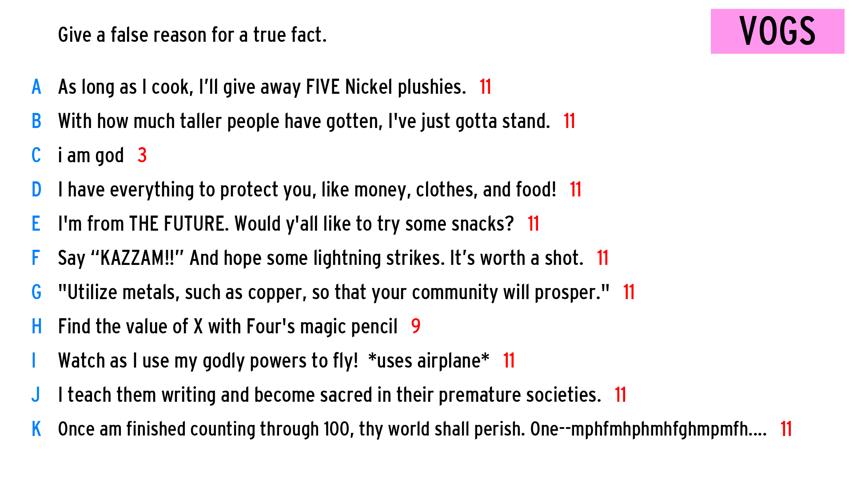 Give a false reason for a true fact.
VOGS
A As long as I cook, I’ll give away FIVE Nickel plushies. 11
B With how much taller people have gotten, I've just gotta stand. 11
C i am god 3
D I have everything to protect you, like money, clothes, and food! 11
E I'm from THE FUTURE. Would y'all like to try some snacks? 11
F Say “KAZZAM!!” And hope some lightning strikes. It’s worth a shot. 11
G "Utilize metals, such as copper, so that your community will prosper." 11
H Find the value of X with Four's magic pencil 9
I Watch as I use my godly powers to fly! *uses airplane* 11
J I teach them writing and become sacred in their premature societies. 11
K Once am finished counting through 100, thy world shall perish. One--mphfmhphmhfghmpmfh.... 11